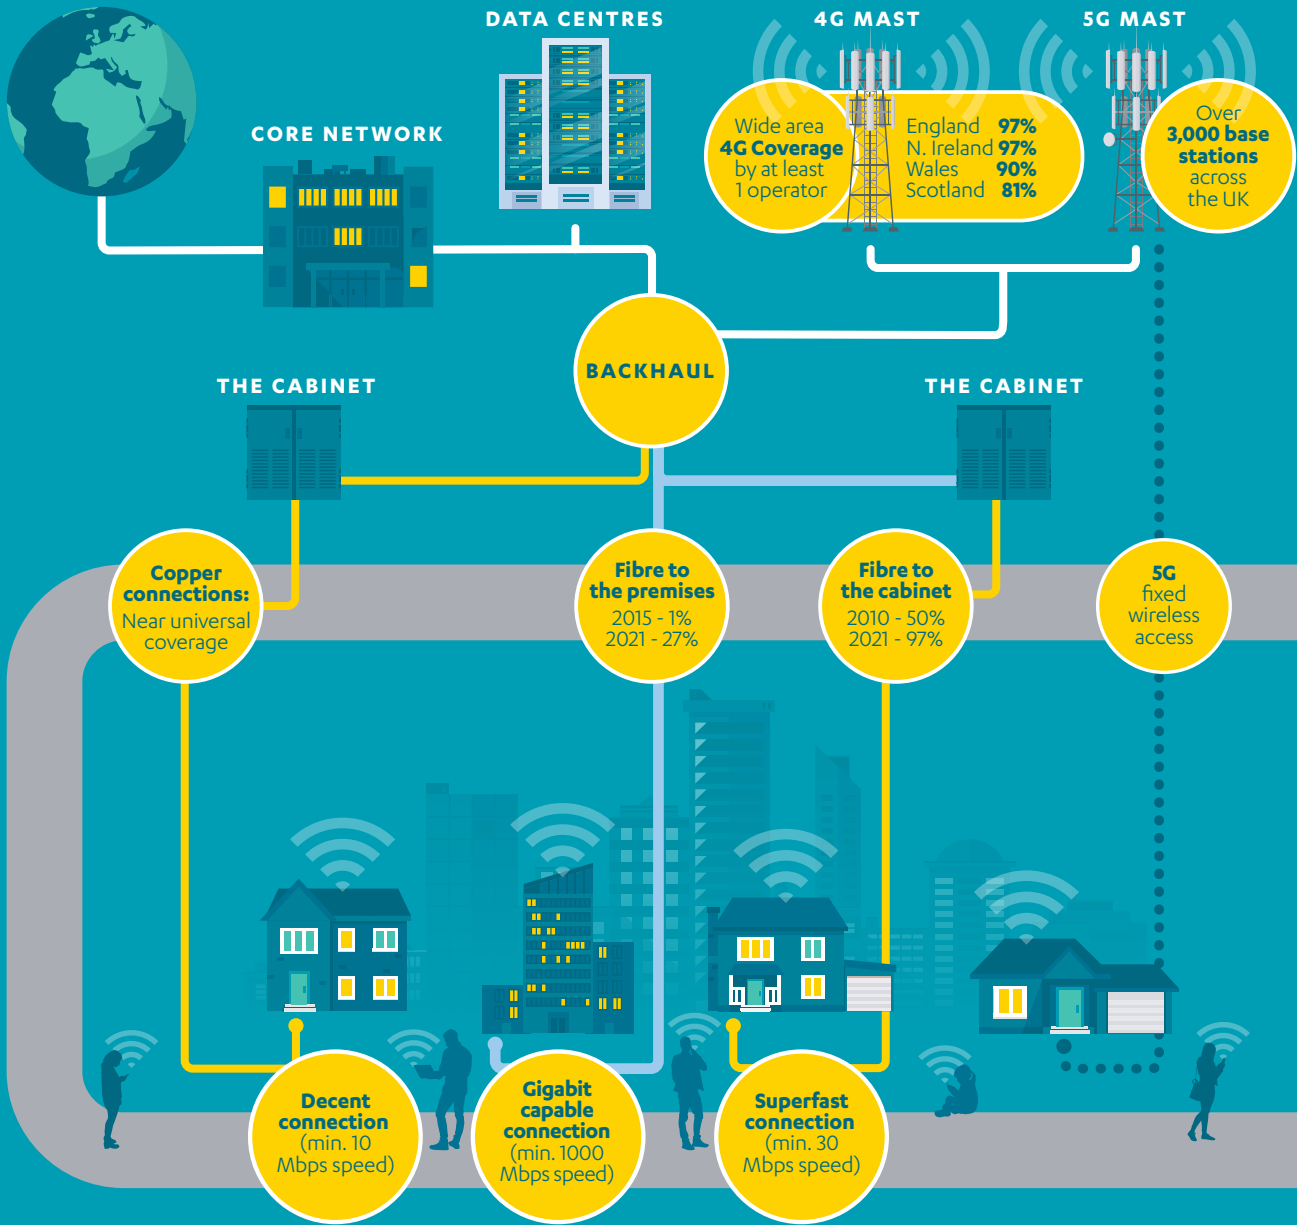 DATA CENTRES
4G MAST
5G MAST
CORE NETWORK
Wide area
4G Coverage
by at least
1 operator
England 97%
N. Ireland 97%
Wales 90%
Scotland 81%
Over
3,000 base
stations
across
the UK
BACKHAUL
THE CABINET
THE CABINET
Copper
connections:
Near universal
coverage
Fibre to
the premises
2015 - 1%
2021 - 27%
Fibre to
the cabinet
2010 - 50%
2021 - 97%
5G
fixed
wireless
access
Decent
connection
(min. 10
Mbps speed)
Gigabit
capable
connection
(min. 1000
Mbps speed)
Superfast
connection
(min. 30
Mbps speed)